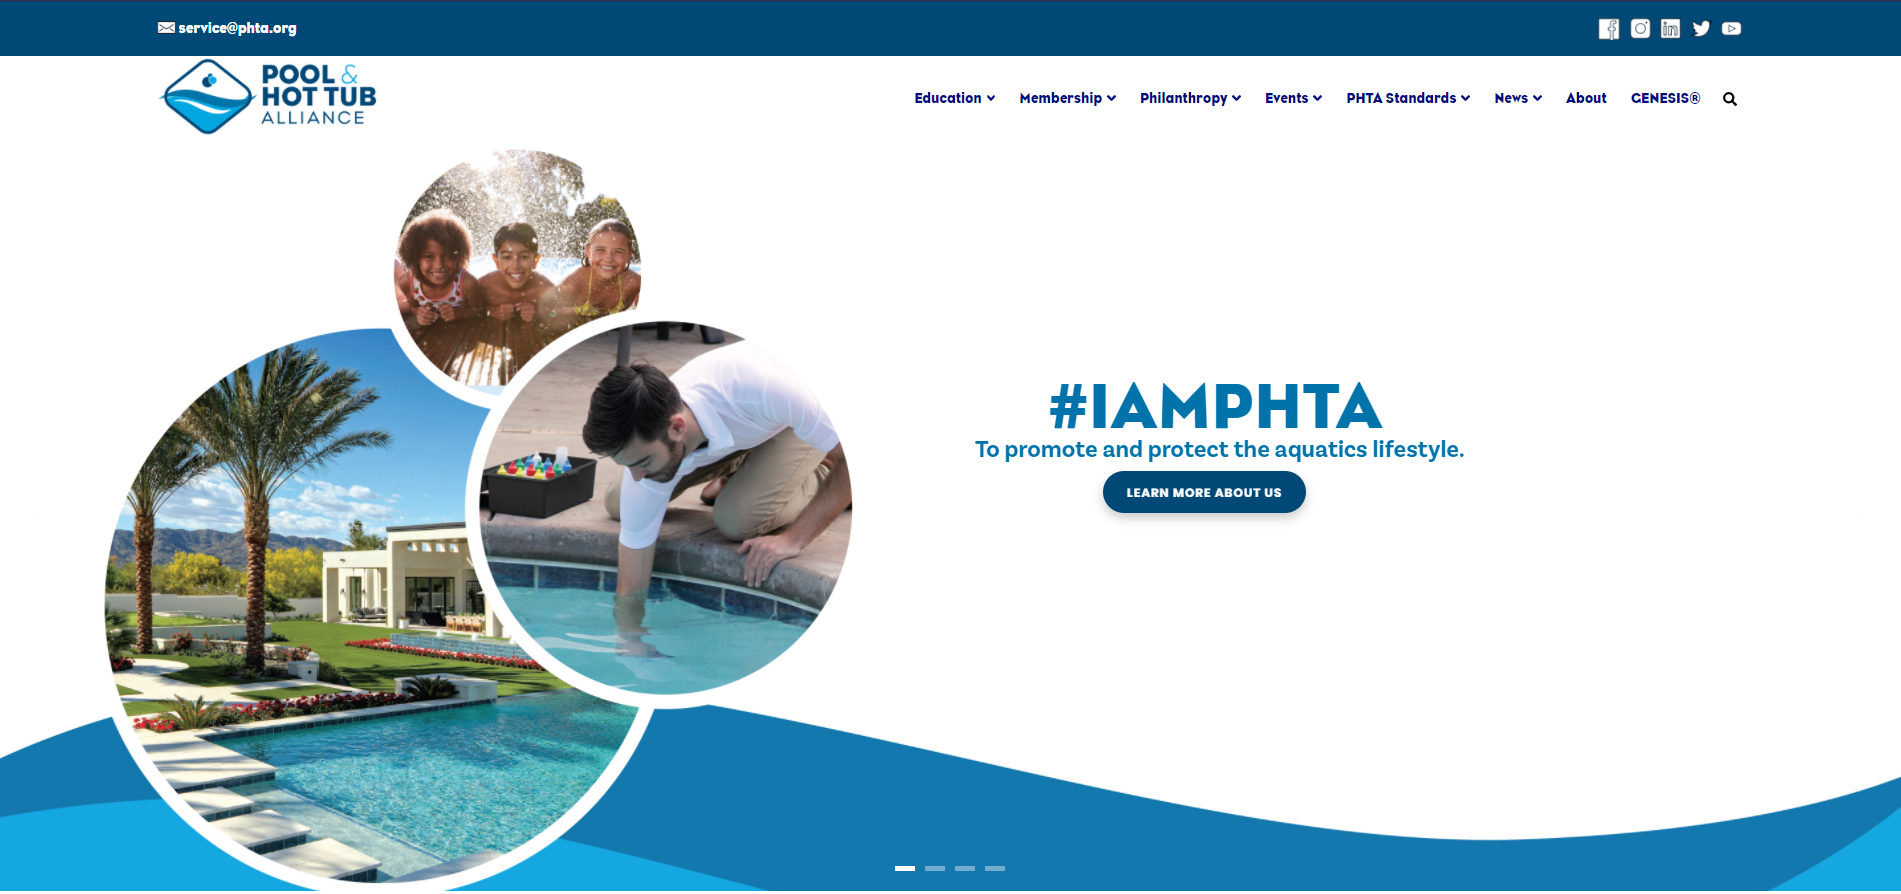 service@phta.org
POOL &
HOT TUB
ALLIANCE
Education
Membership
Philanthropy
Events
PHTA Standards
News
About
GENESIS®
#IAMPHTA
To promote and protect the aquatics lifestyle.
LEARN MORE ABOUT US